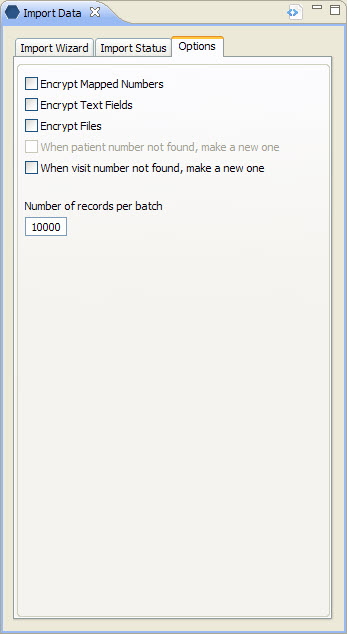 Import Data
Import Wizard Import Status Options
Encrypt Mapped Numbers
Encrypt Text Fields
Encrypt Files
When patient number not found, make a new one
When visit number not found, make a new one
Number of records per batch
10000